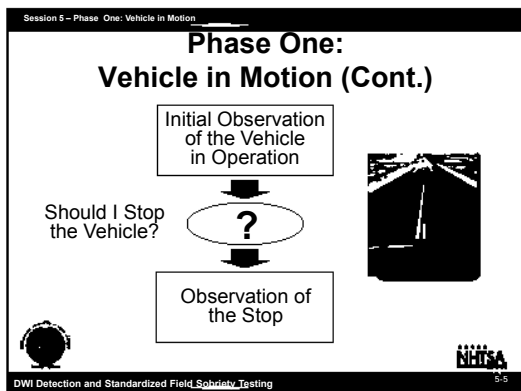 Session 5 – Phase One: Vehicle in Motion
Phase One:
Vehicle in Motion (Cont.)
Initial Observation
of the Vehicle
in Operation
Should I Stop
the Vehicle?
?
Observation of
the Stop
NHTSA
5-5
DWI Detection and Standardized Field Sobriety Testing